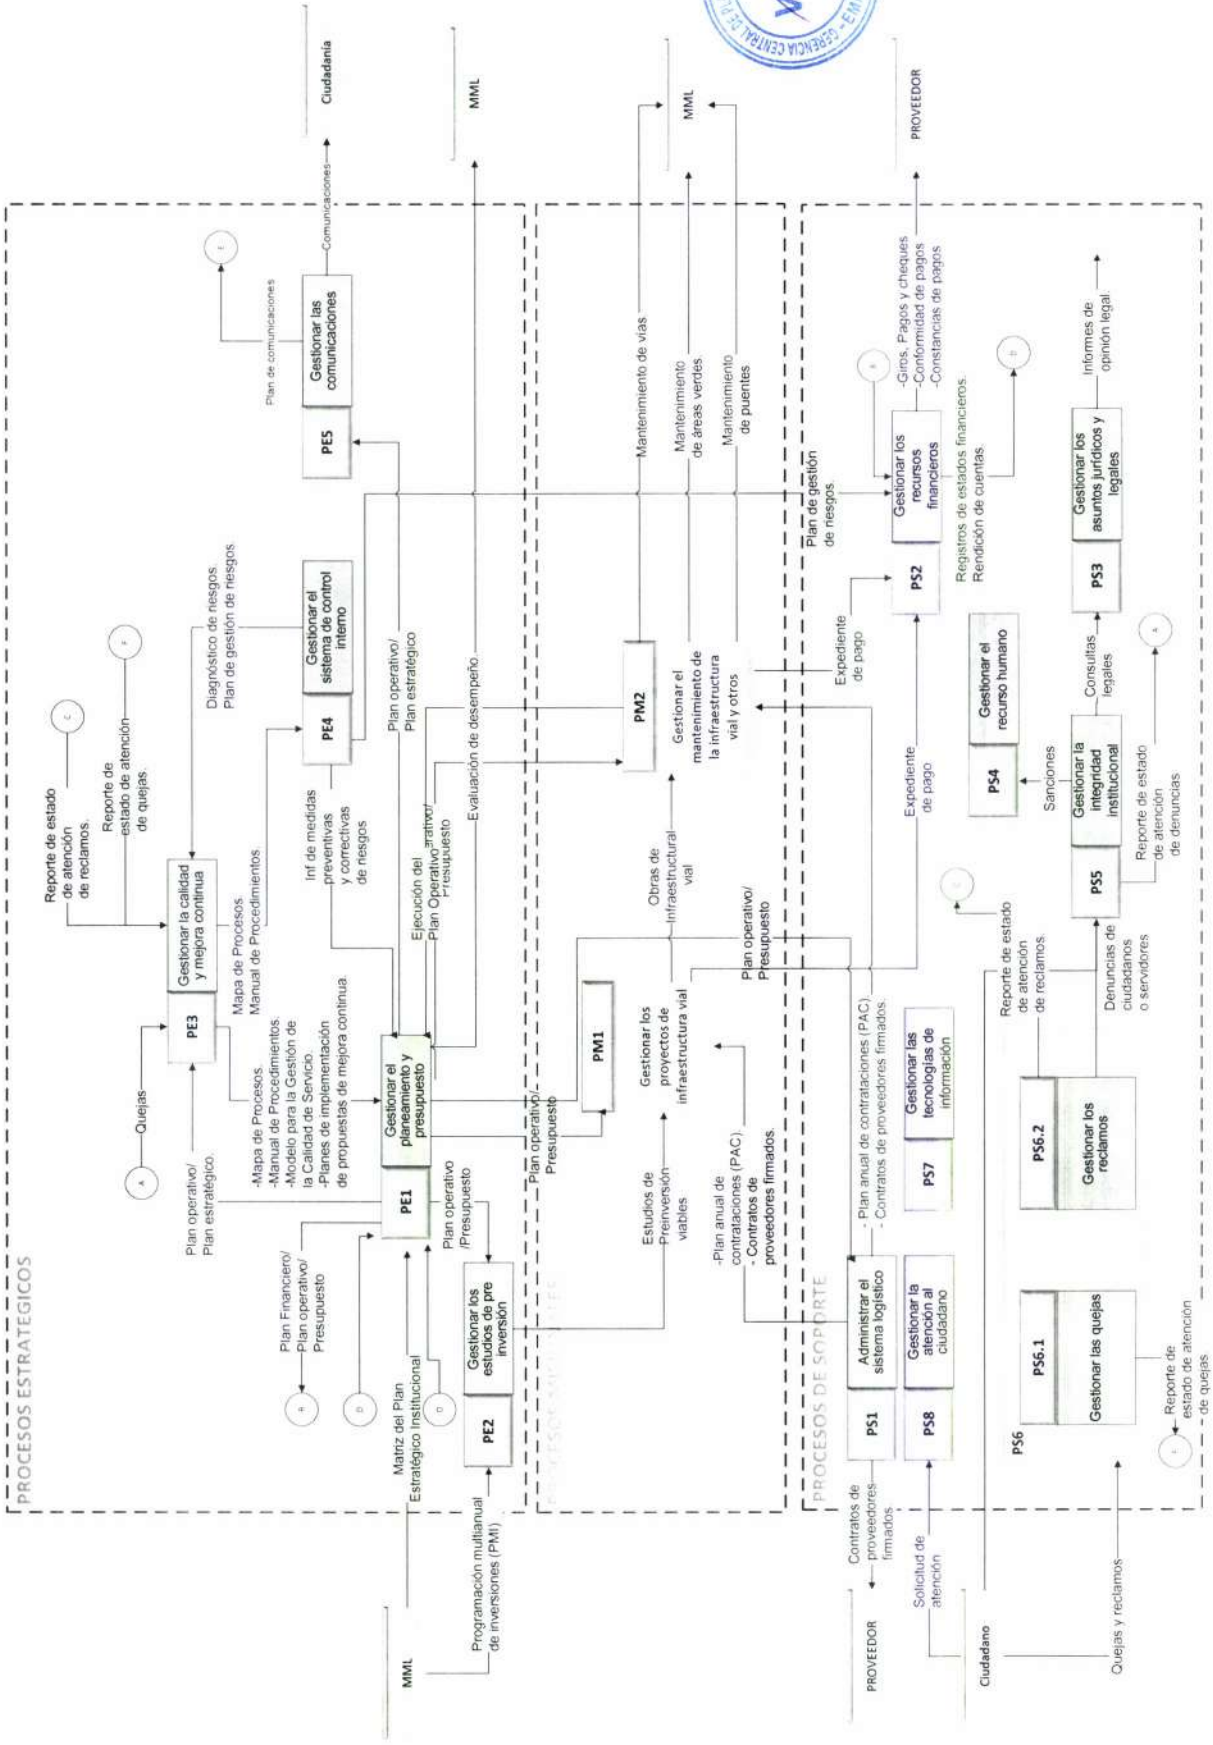 PROCESOS ESTRATEGICOS
Reporte de estado
de atención
de reclamos.
C
Reporte de
estado de atención
de quejas.
F
Quejas
A
PE3
Gestionar la calidad
y mejora continua
Plan operativo/
Plan estratégico.
Mapa de Procesos.
Manual de Procedimientos
Diagnóstico de riesgos.
Plan de gestión de riesgos
-Mapa de Procesos.
-Manual de Procedimientos.
-Modelo para la Gestión de
la Calidad de Servicio.
-Planes de implementación
de propuestas de mejora continua.
PE4
Gestionar el
sistema de control
interno
Inf de medidas
preventivas
y correctivas
de riesgos
Plan de comunicaciones
E
PE5
Gestionar las
comunicaciones
Comunicaciones
Ciudadanía
Plan Financiero/
Plan operativo/
Presupuesto
D
Matriz del Plan
Estratégico Institucional
PE1
Gestionar el
planeamiento y
presupuesto
Plan operativo/
Plan estratégico
Evaluación de desempeño.
MML
Ejecución del
Plan Operativo
erativo/
Presupuesto
Plan operativo
/Presupuesto
MML
Programación multianual
de inversiones (PMI)
PE2
Gestionar los
estudios de pre
inversión
Plan operativo/
Presupuesto
Estudios de
Preinversión
viables
PM1
Gestionar los
proyectos de
infraestructura vial
Obras de
Infraestructural
vial
PM2
Gestionar el
mantenimiento de
la infraestructura
vial y otros
Mantenimiento de vías
Mantenimiento
de áreas verdes
Mantenimiento
de puentes
MML
-Plan anual de
contrataciones (PAC).
- Contratos de
proveedores firmados.
Plan operativo/
Presupuesto
Expediente
de pago
Plan de gestión
de riesgos
PROCESOS DE SOPORTE
PROVEEDOR
Contratos de
proveedores
firmados
PS1
Administrar el
sistema logístico
- Plan anual de contrataciones (PAC).
- Contratos de proveedores firmados.
Expediente
de pago
PS2
Gestionar los
recursos
financieros
-Giros, Pagos y cheques
-Conformidad de pagos
-Constancias de pagos
PROVEEDOR
Registros de estados financieros.
Rendición de cuentas.
D
Solicitud de
atención
PS8
Gestionar la
atención al
ciudadano
PS7
Gestionar las
tecnologías de
información
Ciudadano
Reporte de estado
de atención
de reclamos.
PS4
Gestionar el
recurso humano
Sanciones
PS6
PS6.1
Gestionar las quejas
PS6.2
Gestionar los
reclamos
Denuncias de
ciudadanos
o servidores
PS5
Gestionar la
integridad
institucional
Consultas
legales
PS3
Gestionar los
asuntos jurídicos y
legales
Informes de
opinión legal.
Quejas y reclamos
Reporte de
estado de atención
de quejas
Reporte de estado
de atención
de denuncias
A
GERENCIA CENTRAL DE